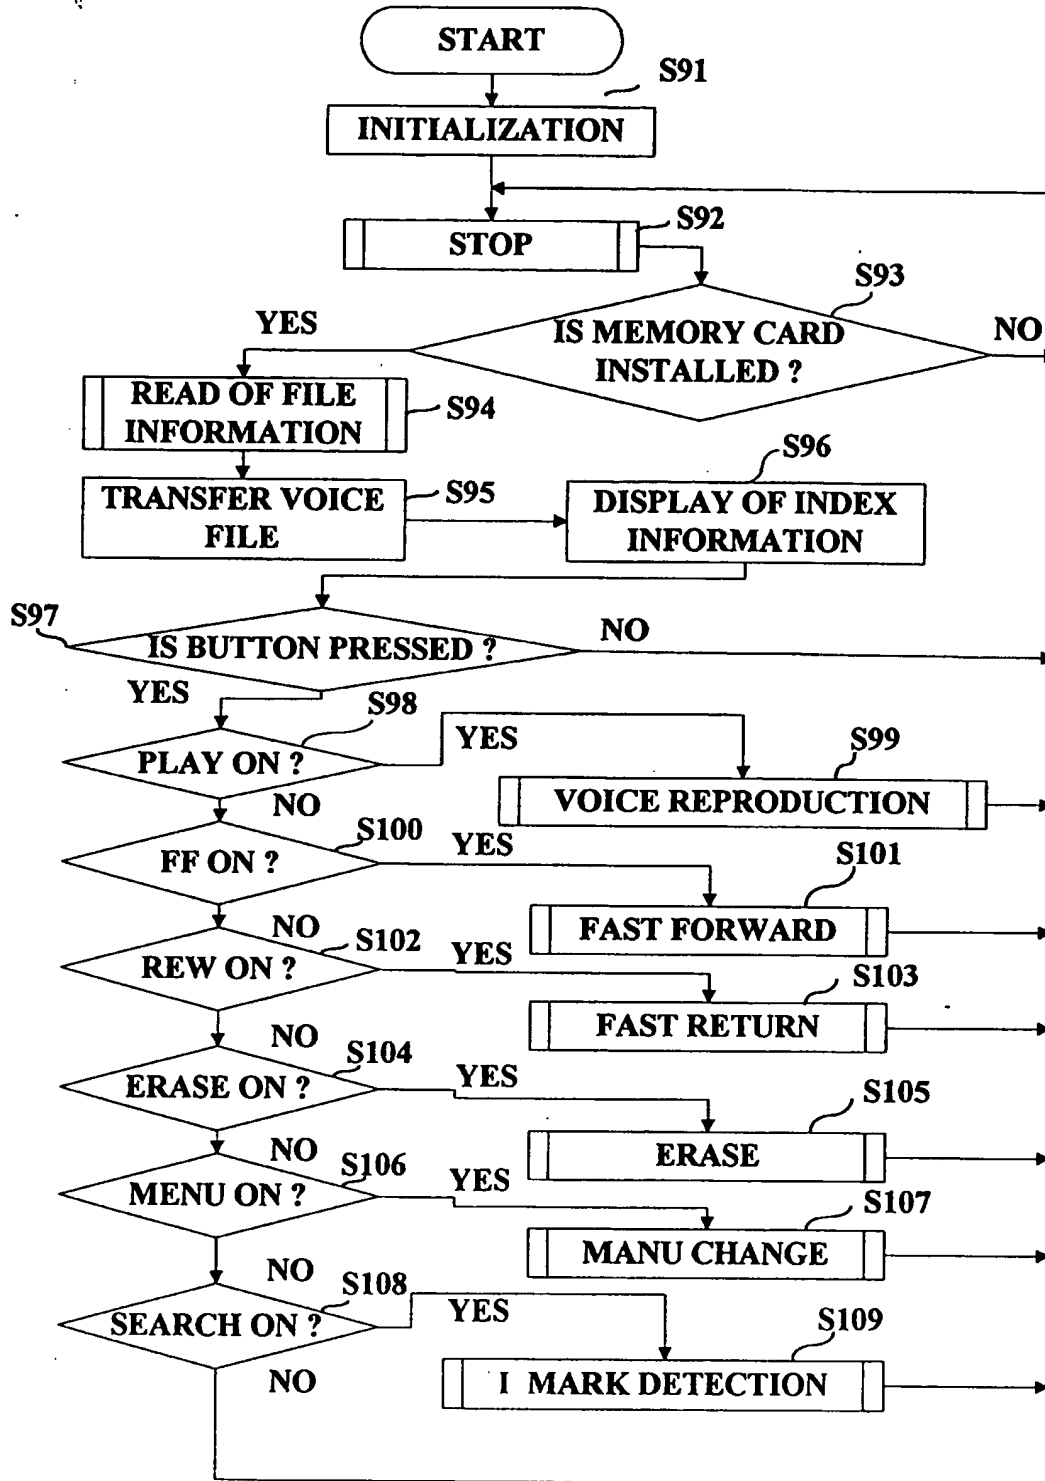 START
S91
INITIALIZATION
S92
STOP
S93
YES
IS MEMORY CARD
INSTALLED ?
NO
READ OF FILE
INFORMATION
S94
S96
TRANSFER VOICE
FILE
S95
DISPLAY OF INDEX
INFORMATION
S97
IS BUTTON PRESSED ?
NO
YES
S98
PLAY ON ?
YES
S99
VOICE REPRODUCTION
NO
S100
FF ON ?
YES
S101
FAST FORWARD
NO
S102
REW ON ?
YES
S103
FAST RETURN
NO
S104
ERASE ON ?
YES
S105
ERASE
NO
S106
MENU ON ?
YES
S107
MANU CHANGE
NO
S108
SEARCH ON ?
YES
S109
I MARK DETECTION
NO